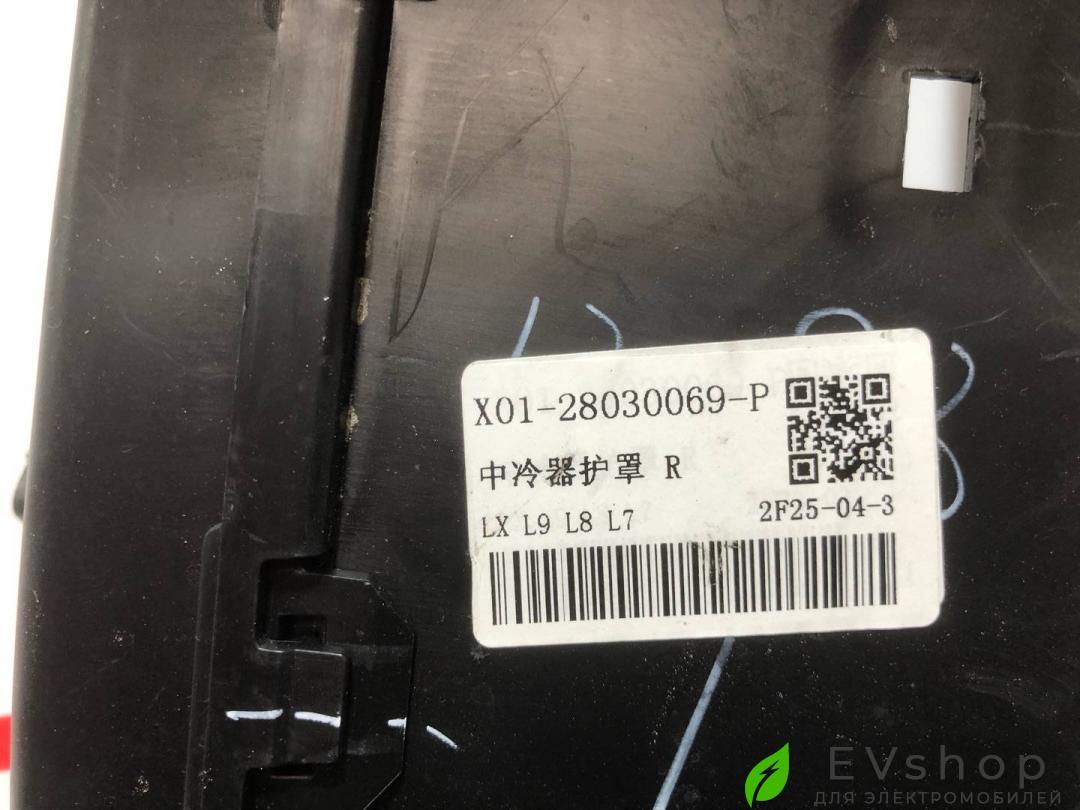 X01-28030069-P
中冷器护罩 R
LX L9 L8 L7
2F25-04-3
EVshop
ДЛЯ ЭЛЕКТРОМОБИЛЕЙ